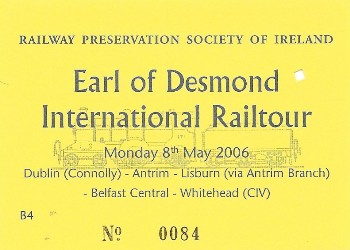 RAILWAY PRESERVATION SOCIETY OF IRELAND
Earl of Desmond
International Railtour
Monday 8th May 2006
Dublin (Connolly) - Antrim - Lisburn (via Antrim Branch)
- Belfast Central - Whitehead (CIV)
B4
No 0084